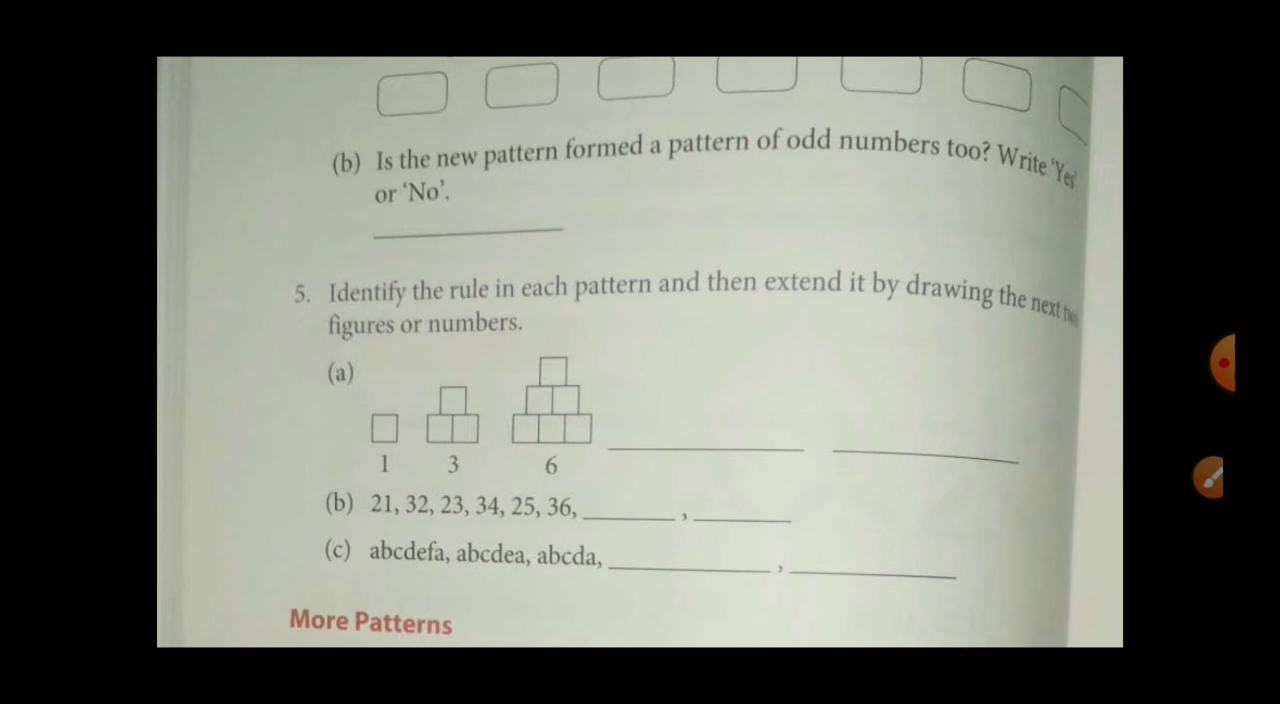 (b) Is the new pattern formed a pattern of odd numbers too? Write 'Yes'
or 'No'.
5. Identify the rule in each pattern and then extend it by drawing the next two
figures or numbers.
(a)
1 3 6
(b) 21, 32, 23, 34, 25, 36, ________ , ________
(c) abcdefa, abcdea, abcda, ________ , ________
More Patterns